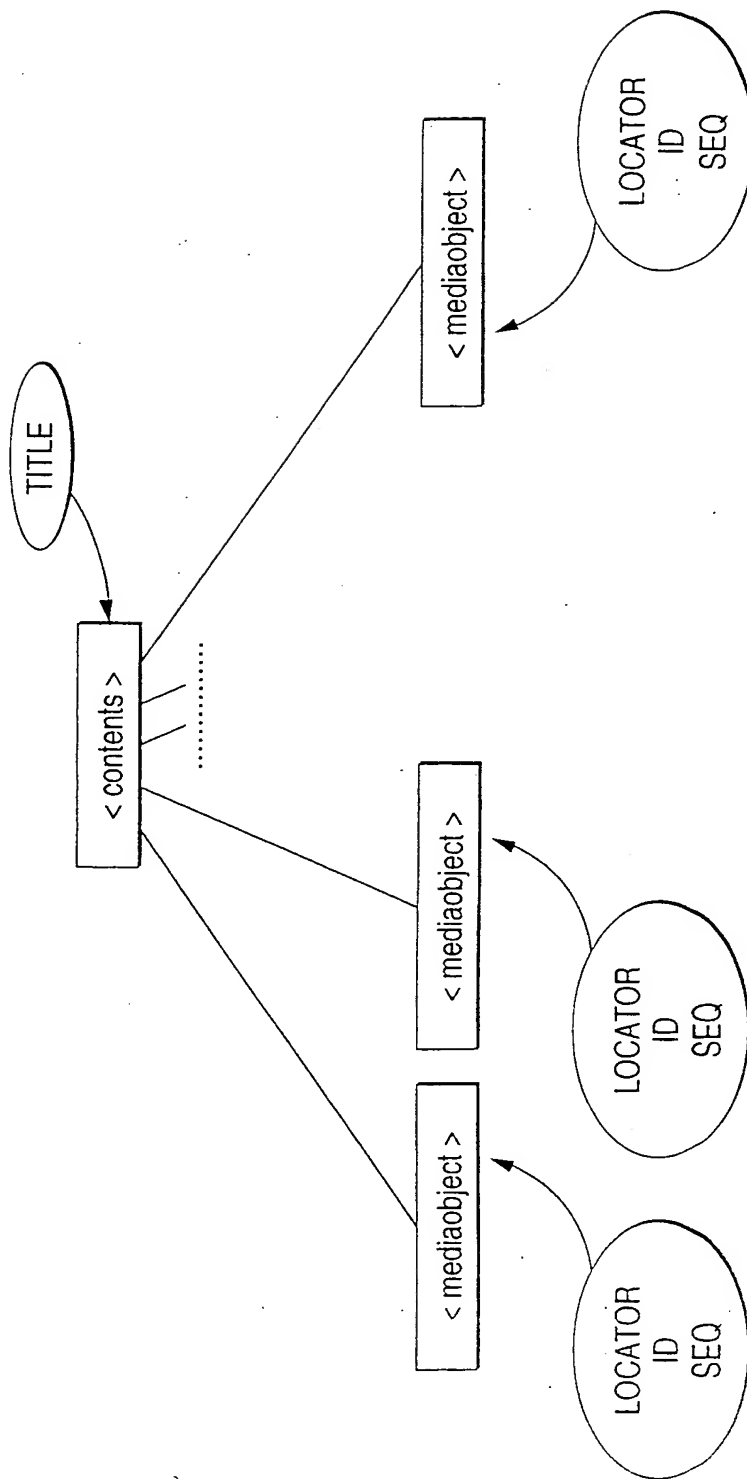 TITLE
< contents >
..........
< mediaobject >
< mediaobject >
< mediaobject >
LOCATOR
ID
SEQ
LOCATOR
ID
SEQ
LOCATOR
ID
SEQ